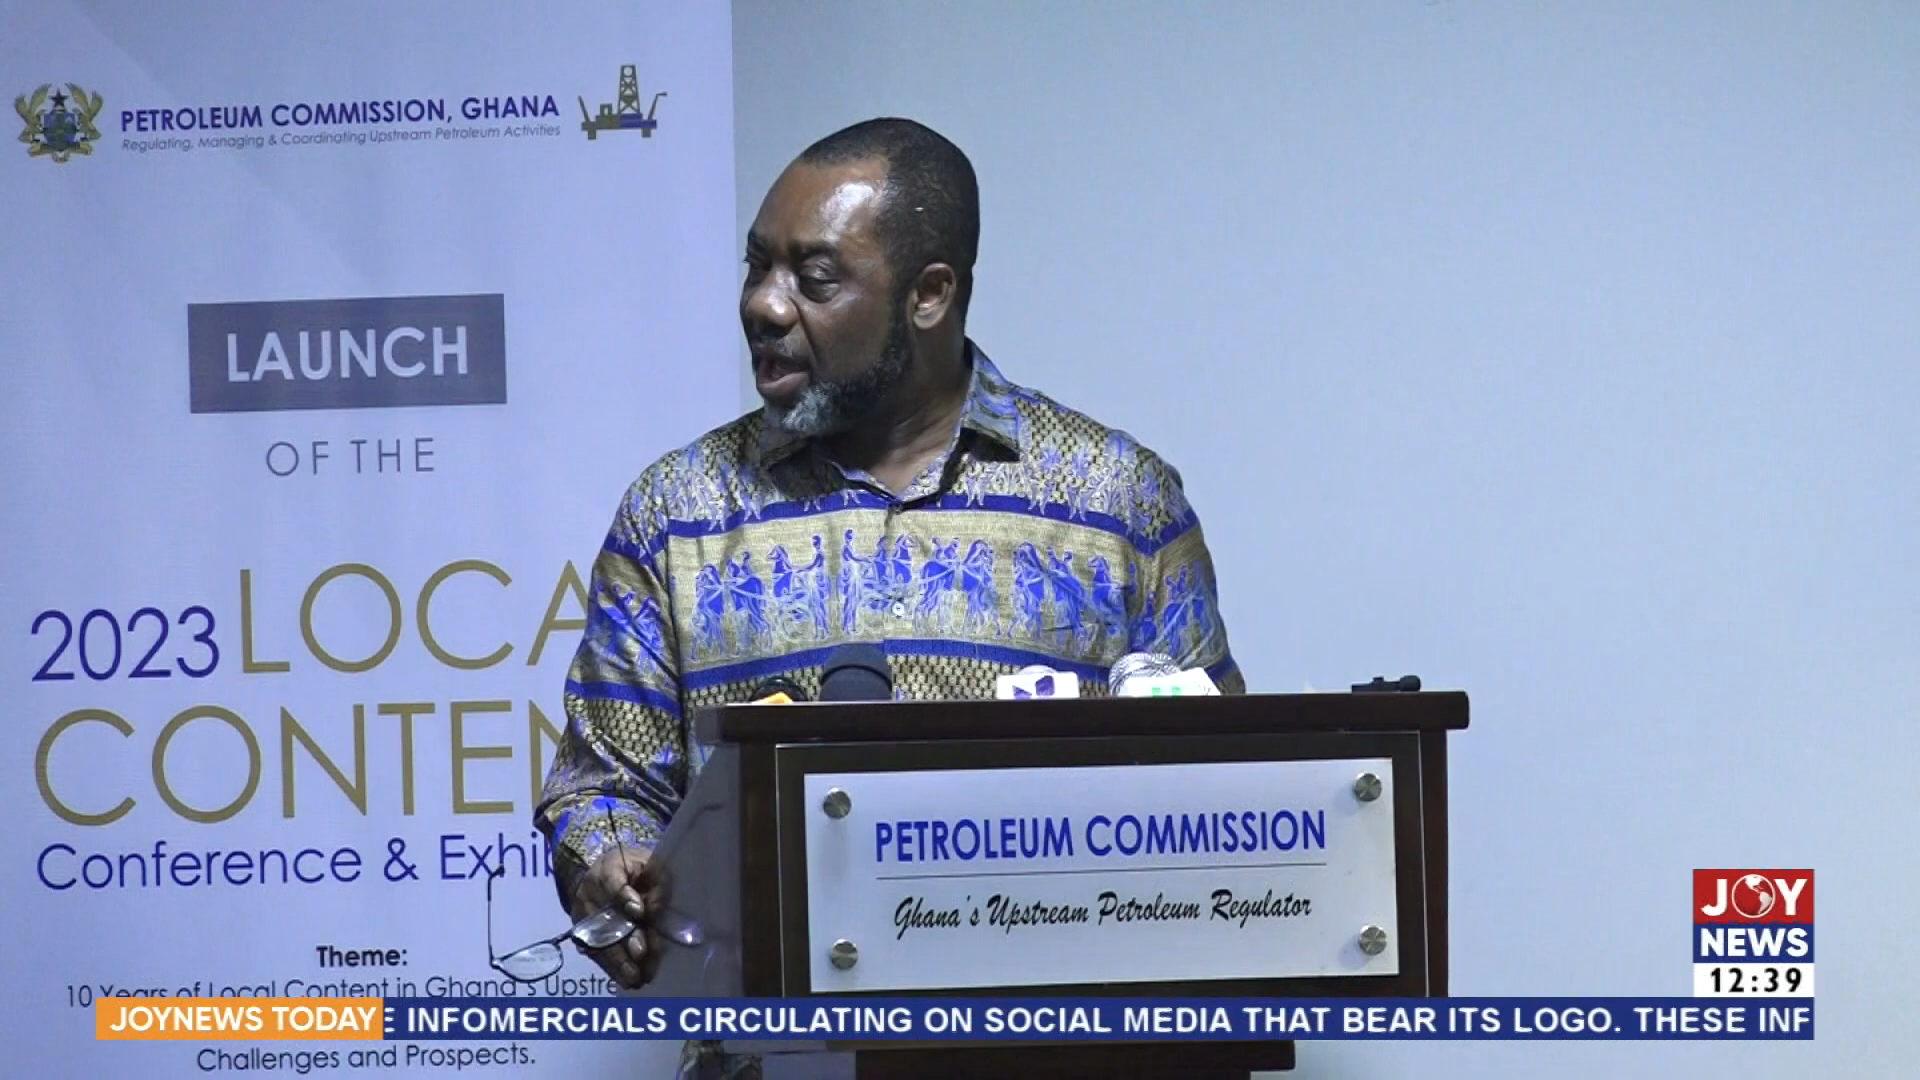 PETROLEUM COMMISSION, GHANA
Regulating, Managing & Coordinating Upstream Petroleum Activities
LAUNCH
OF THE
2023 LOCA
CONTEN
Conference & Exhib
Theme:
10 Years of Local Content in Ghana's Upstre
Challenges and Prospects.
PETROLEUM COMMISSION
Ghana's Upstream Petroleum Regulator
JOY
NEWS
12:39
JOYNEWS TODAY
E INFOMERCIALS CIRCULATING ON SOCIAL MEDIA THAT BEAR ITS LOGO. THESE INF